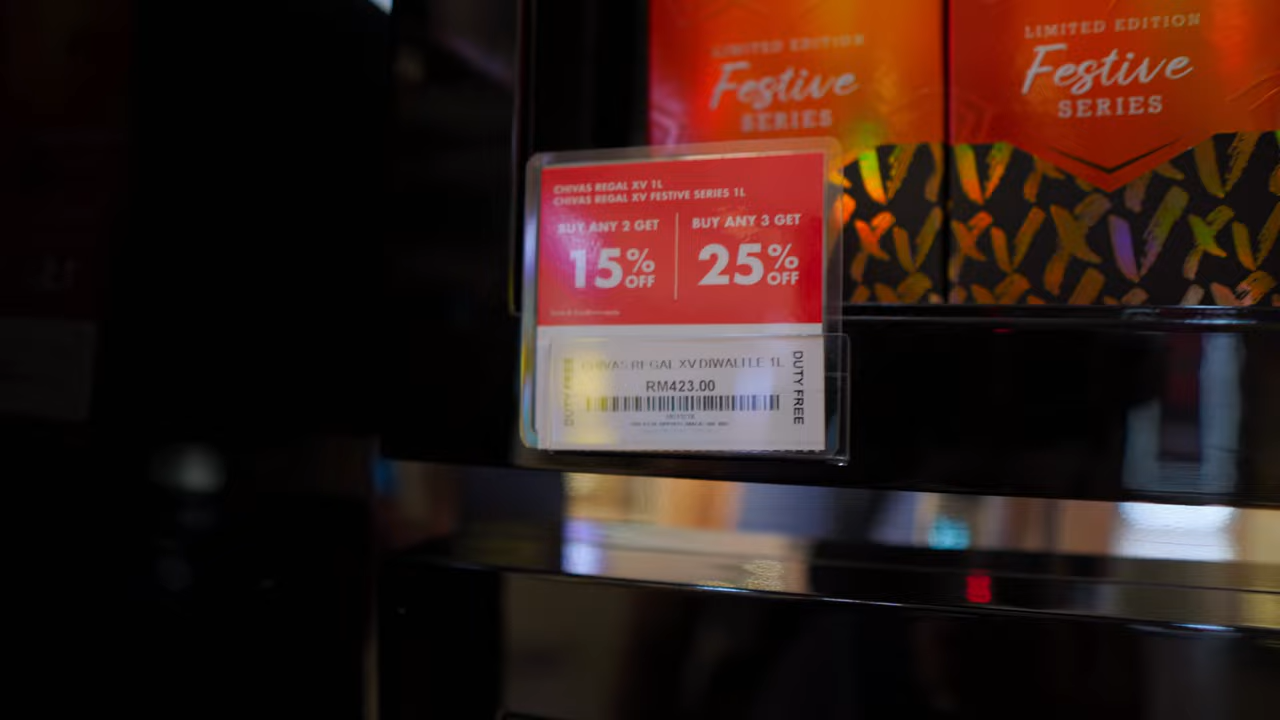 LIMITED EDITION
Festive
SERIES
LIMITED EDITION
Festive
SERIES
CHIVAS REGAL XV 1L
CHIVAS REGAL XV FESTIVE SERIES 1L
BUY ANY 2 GET
15% OFF
BUY ANY 3 GET
25% OFF
CHIVAS REGAL XV DIWALI LE 1L
RM423.00
DUTY FREE
DUTY FREE